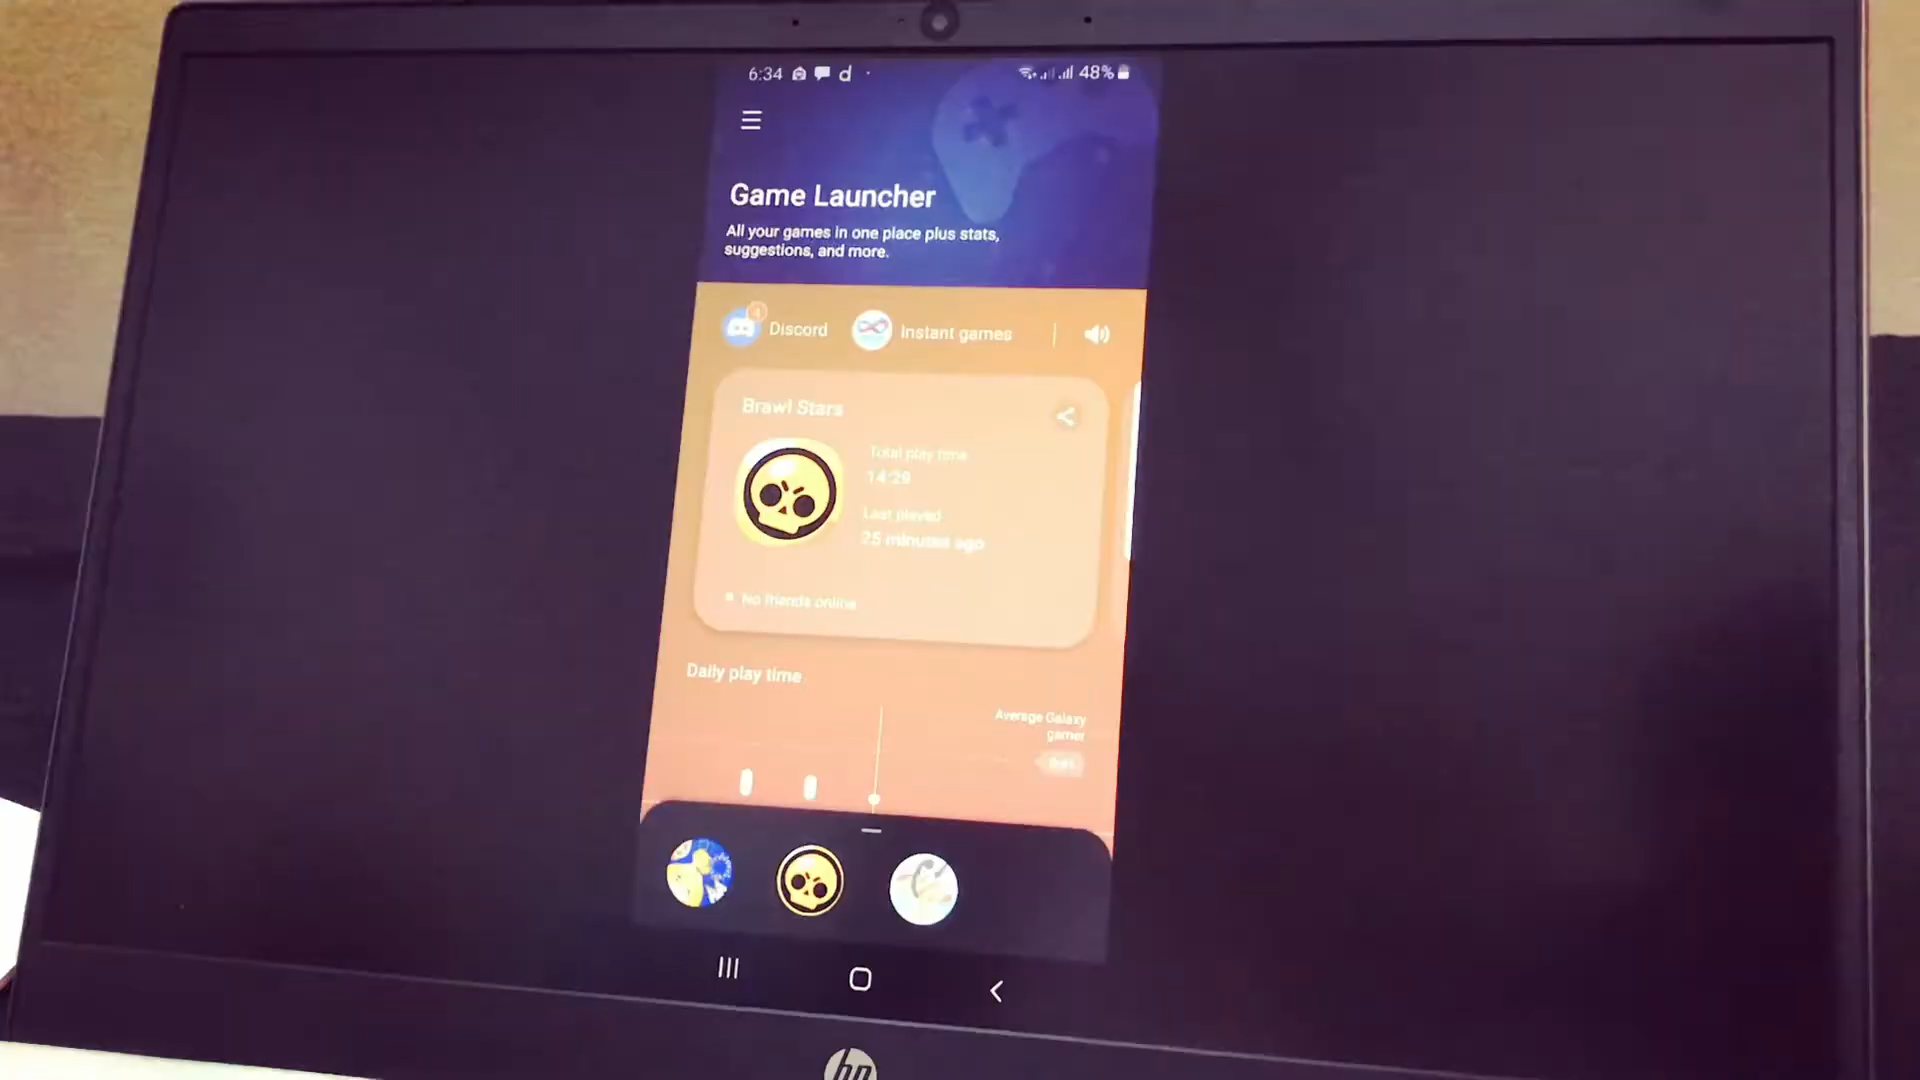 6:34 d 48%
Game Launcher
All your games in one place plus stats,
suggestions, and more.
4
Discord
Instant games
Brawl Stars
Total play time
14:29
Last played
25 minutes ago
No friends online
Daily play time
Average Galaxy
gamer
hp